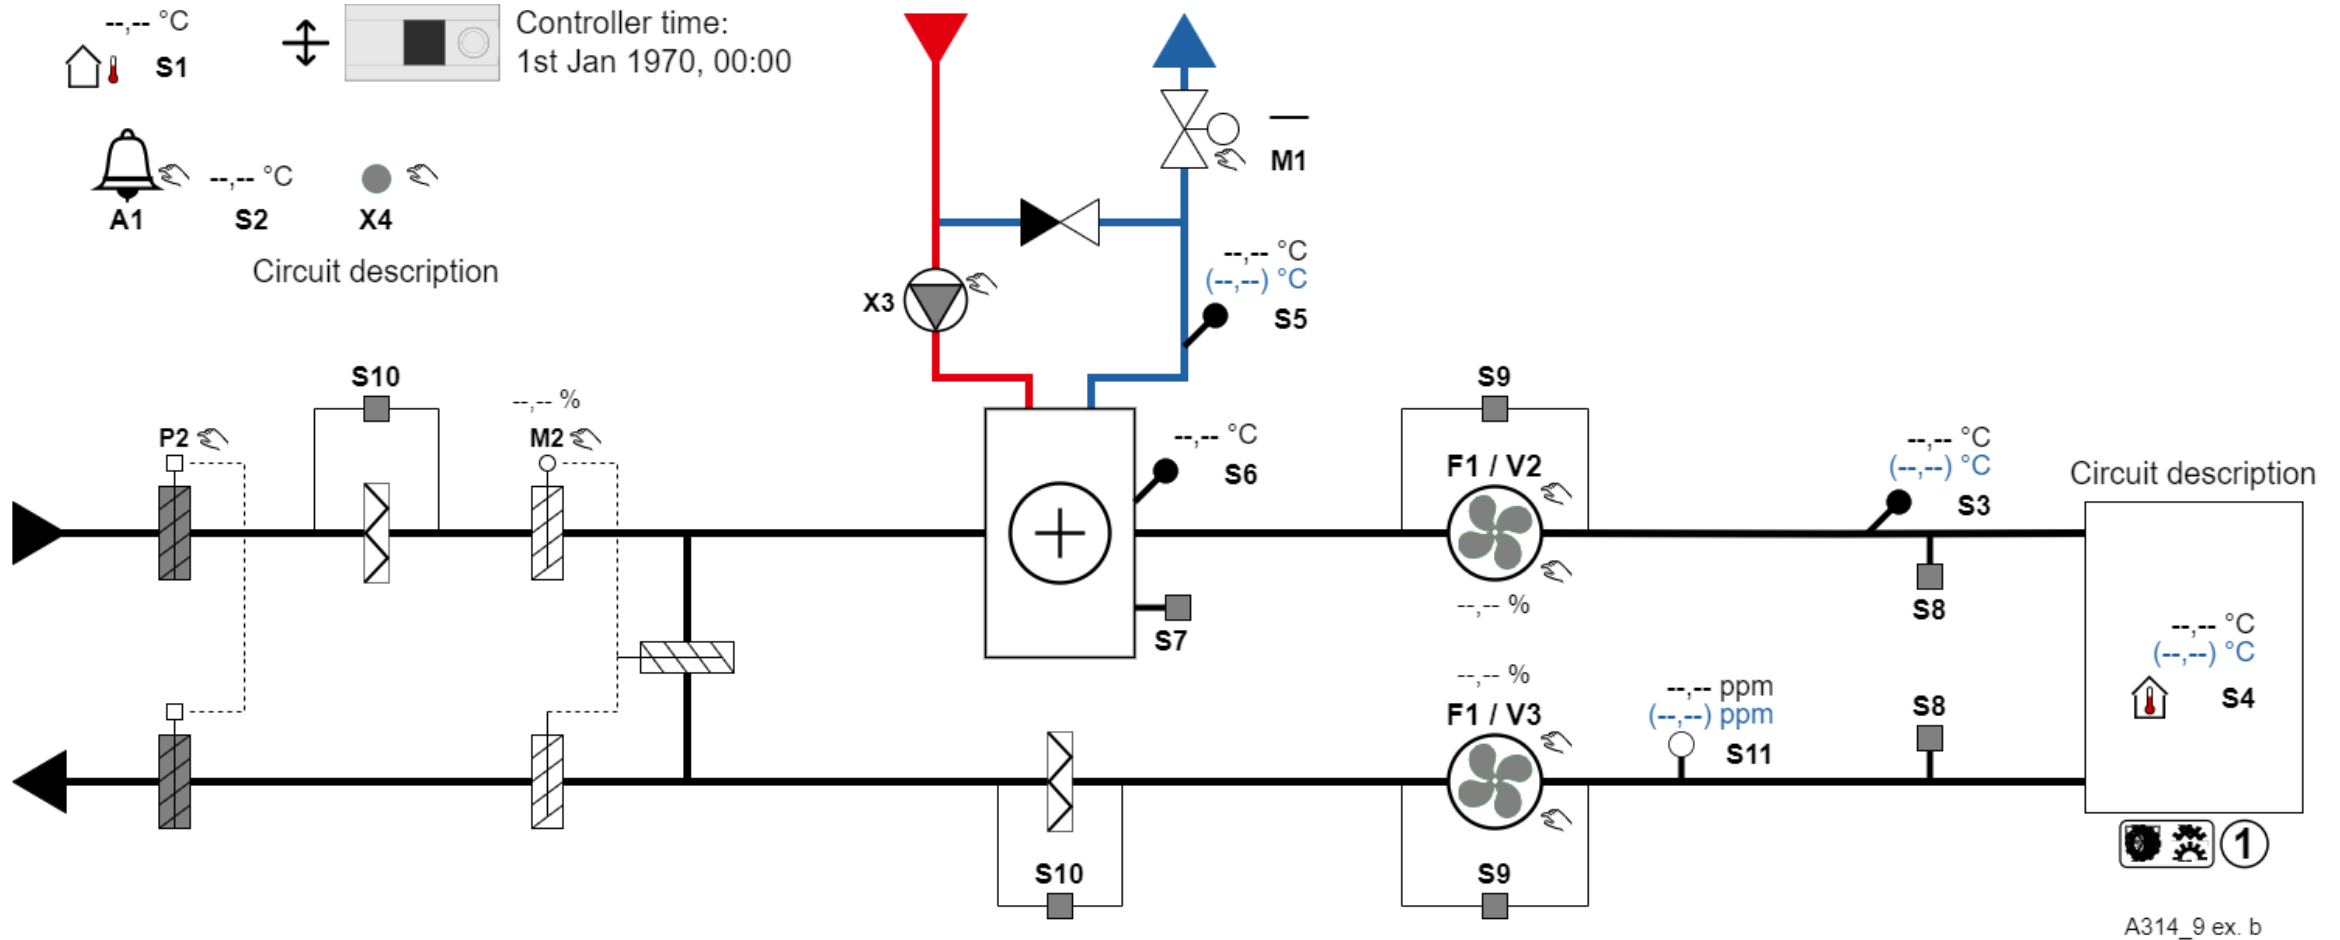 --,-- °C
S1
Controller time:
1st Jan 1970, 00:00
A1
--,-- °C
S2
X4
Circuit description
M1
--,-- °C
(--,--) °C
S5
X3
S10
--,-- %
P2
M2
--,-- °C
S6
S9
F1 / V2
--,-- °C
(--,--) °C
S3
Circuit description
--,-- %
S7
S8
--,-- °C
(--,--) °C
S4
--,-- %
F1 / V3
--,-- ppm
(--,--) ppm
S11
S8
S10
S9
1
A314_9 ex. b